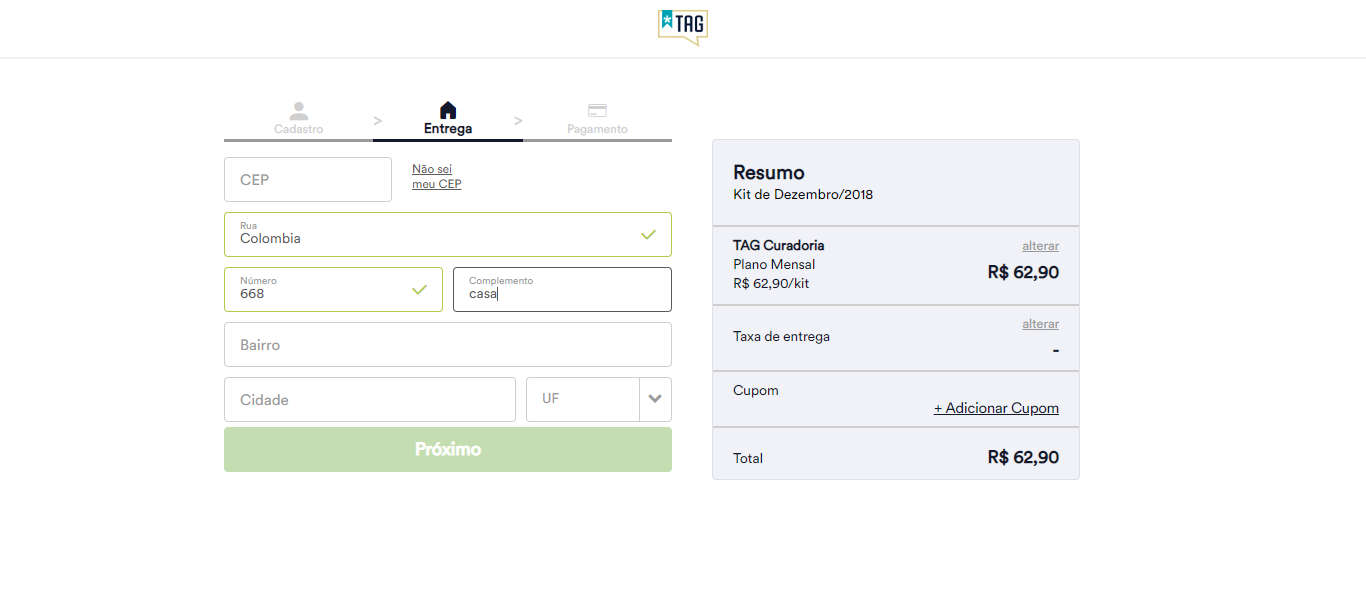 TAG
Cadastro
>
Entrega
>
Pagamento
CEP
Não sei
meu CEP
Rua
Colombia
Número
668
Complemento
casa
Bairro
Cidade
UF
Próximo
Resumo
Kit de Dezembro/2018
TAG Curadoria
alterar
Plano Mensal
R$ 62,90
R$ 62,90/kit
alterar
Taxa de entrega
-
Cupom
+ Adicionar Cupom
Total
R$ 62,90